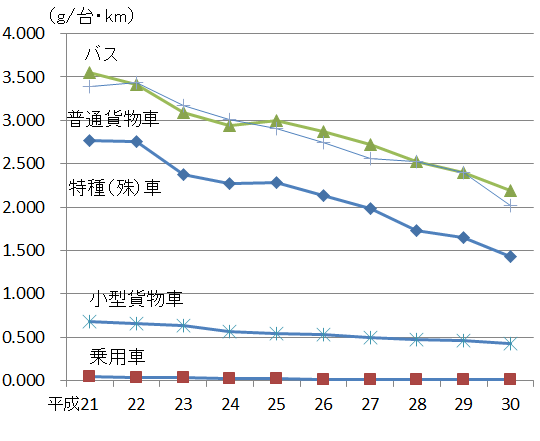 (g/台・km)
4.000
3.500
3.000
2.500
2.000
1.500
1.000
0.500
0.000
バス
普通貨物車
特種(殊)車
小型貨物車
乗用車
平成21 22 23 24 25 26 27 28 29 30